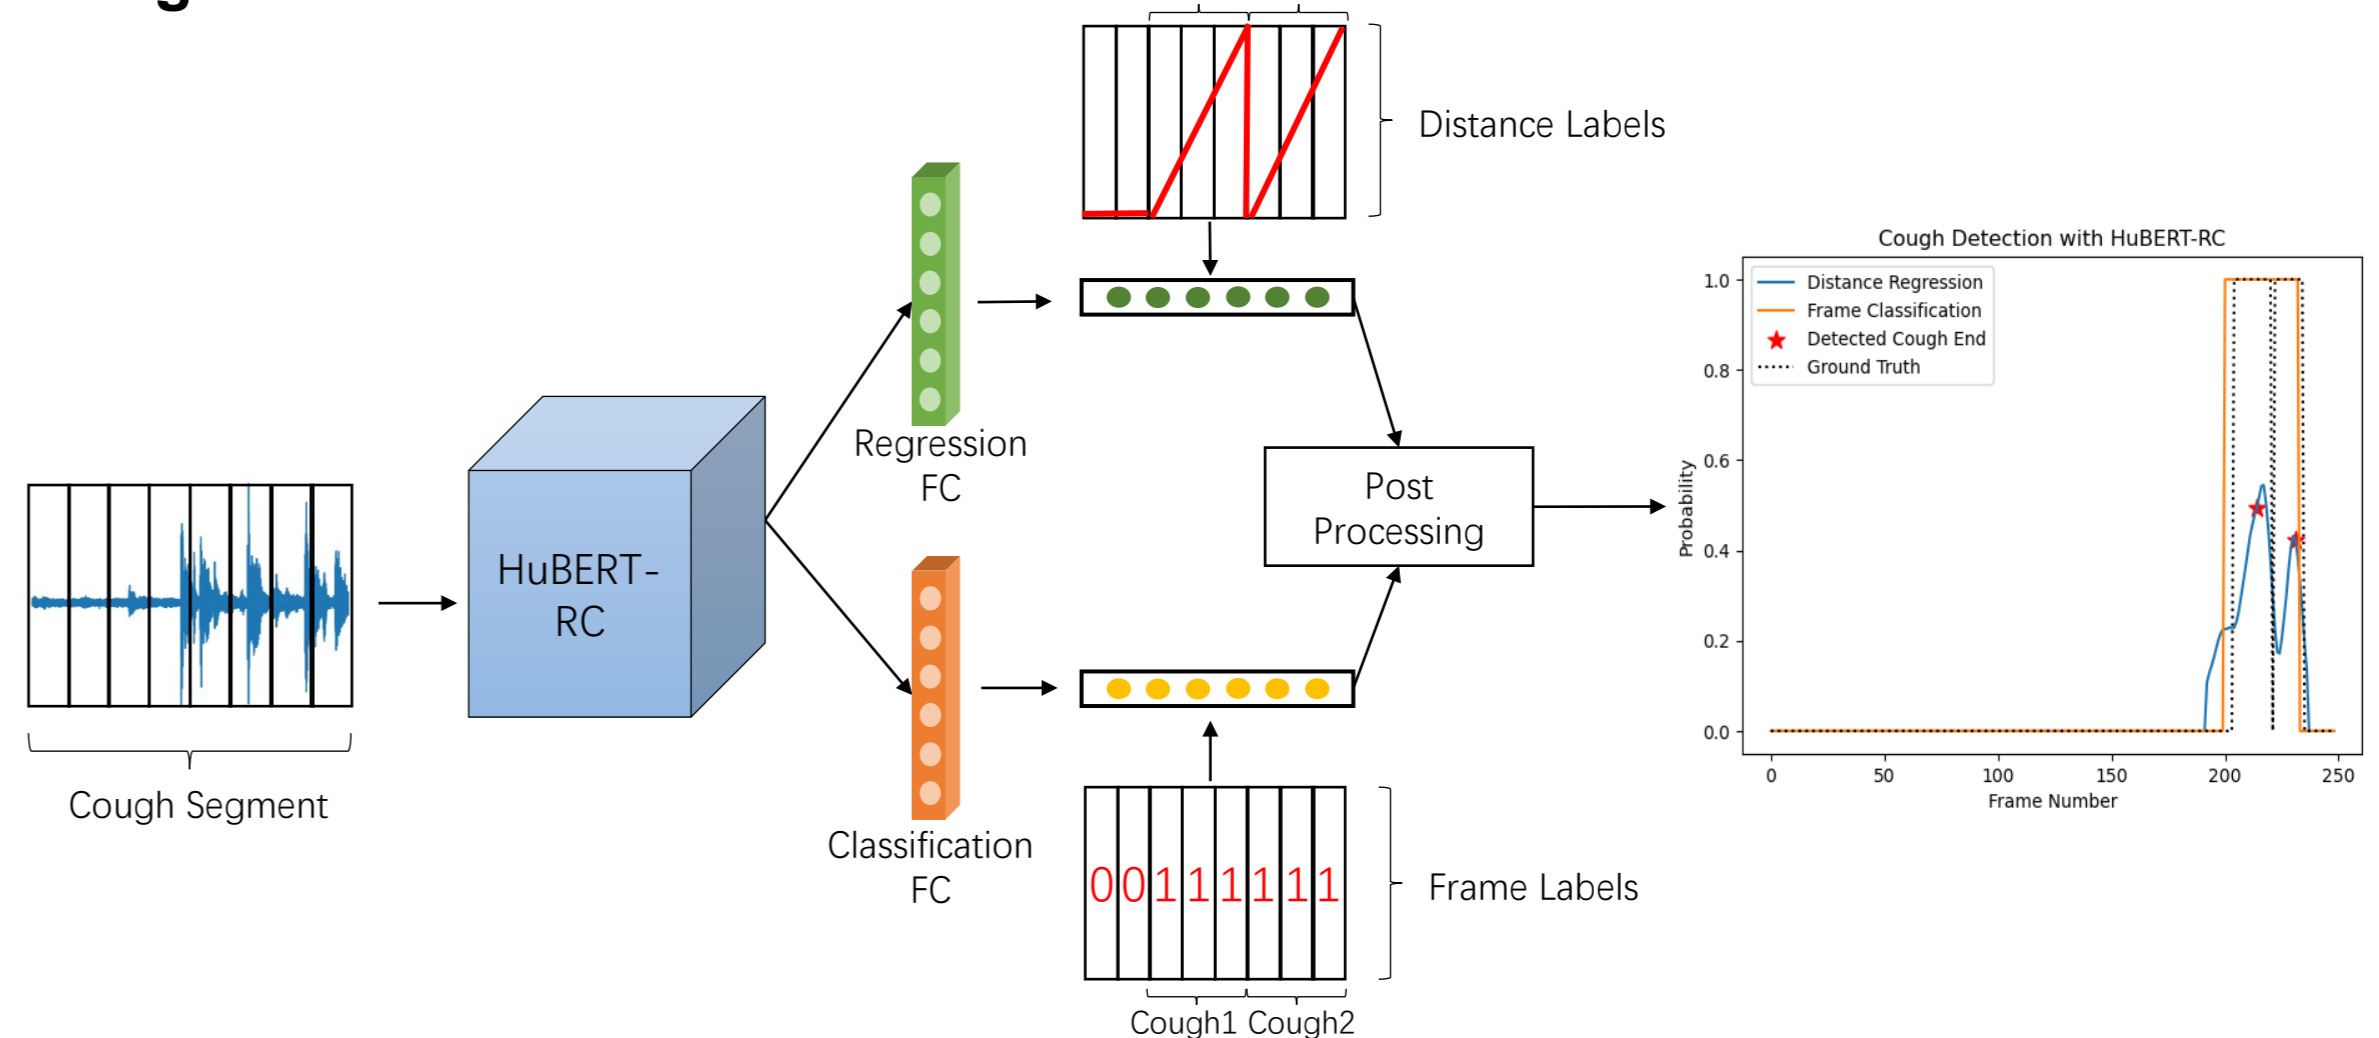 g
Distance Labels
Regression
FC
HuBERT-
RC
Cough Segment
Classification
FC
Post
Processing
0 0 1 1 1 1 1 1
Frame Labels
Cough1 Cough2
Cough Detection with HuBERT-RC
Distance Regression
Frame Classification
Detected Cough End
Ground Truth
Probability
1.0
0.8
0.6
0.4
0.2
0.0
0 50 100 150 200 250
Frame Number